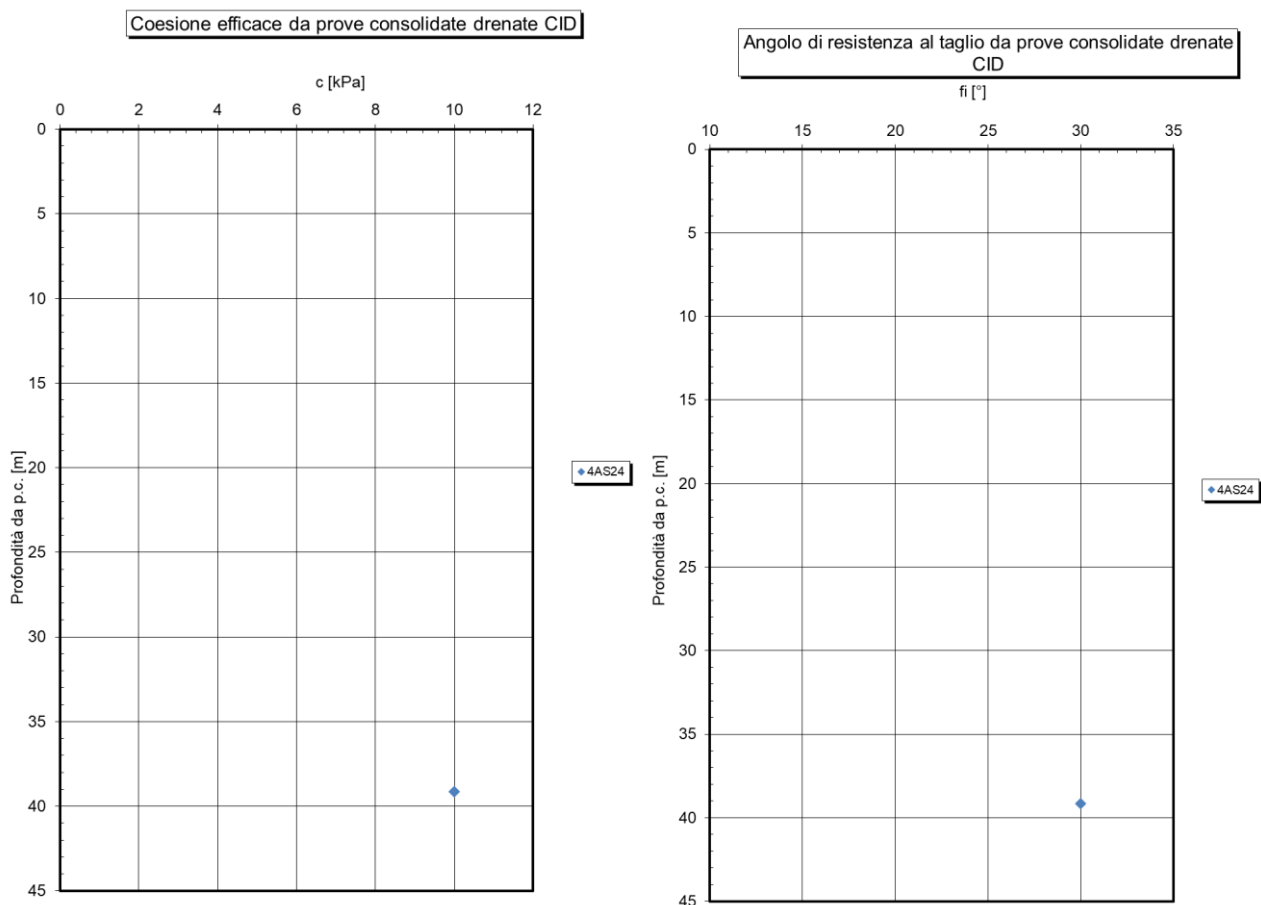 Coesione efficace da prove consolidate drenate CID
c [kPa]
0 2 4 6 8 10 12
0
5
10
15
20
25
30
35
40
45
Profondità da p.c. [m]
4AS24
Angolo di resistenza al taglio da prove consolidate drenate
CID
fi [°]
10 15 20 25 30 35
0
5
10
15
20
25
30
35
40
45
Profondità da p.c. [m]
4AS24